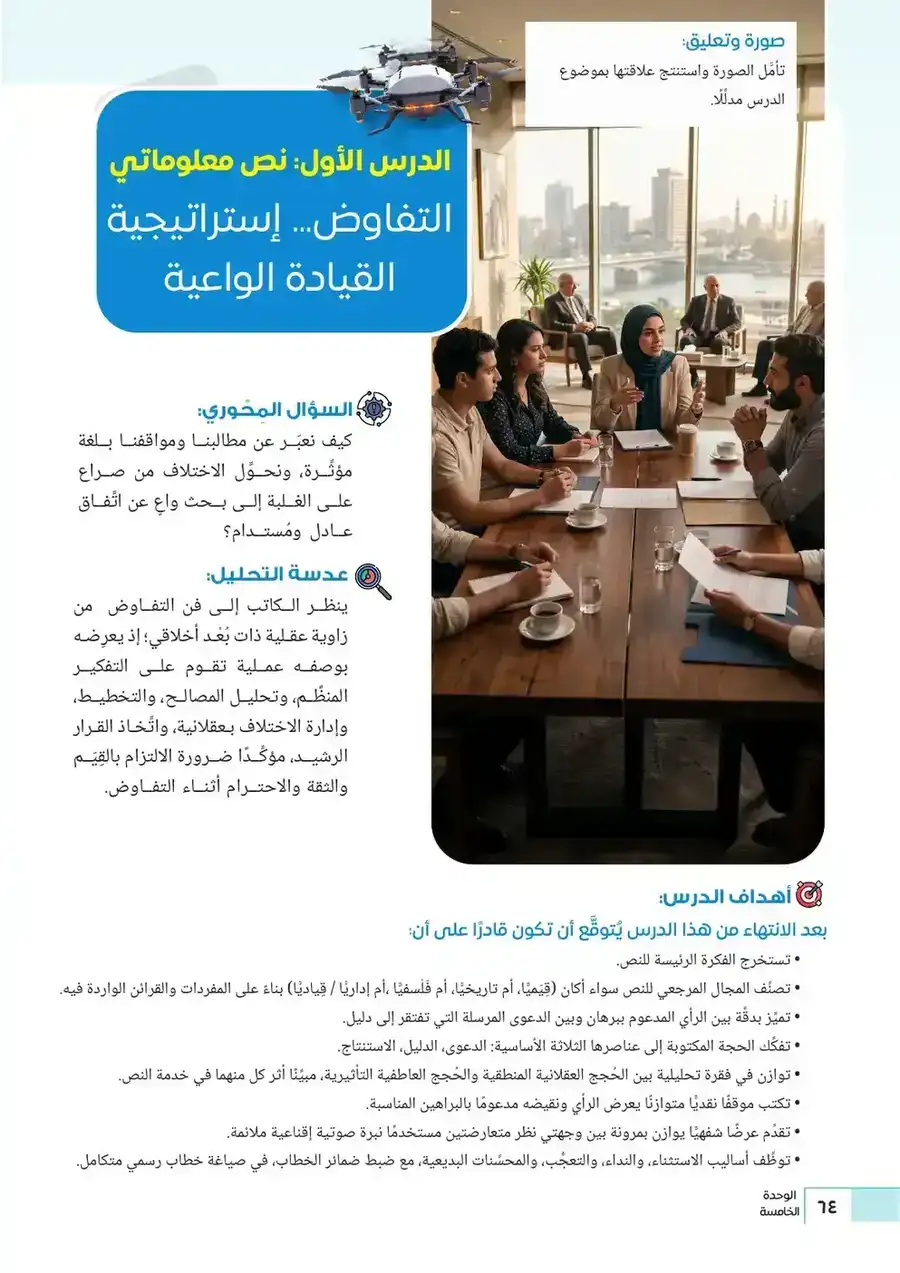 صورة وتعليق:
تأمَّل الصورة واستنتج علاقتها بموضوع
الدرس مدلِّلًا.
الدرس الأول: نص معلوماتي
التفاوض... إستراتيجية
القيادة الواعية
السؤال المِحْوري:
كيف نعبّر عن مطالبنا ومواقفنا بلغة
مؤثِّرة، ونحوِّل الاختلاف من صراع
على الغلبة إلى بحث واعٍ عن اتِّفاق
عادل ومُستدام؟
عدسة التحليل:
ينظر الكاتب إلى فن التفاوض من
زاوية عقلية ذات بُعْد أخلاقي؛ إذ يعرِضه
بوصفه عملية تقوم على التفكير
المنظَّم، وتحليل المصالح، والتخطيط،
وإدارة الاختلاف بعقلانية، واتِّخاذ القرار
الرشيد، مؤكِّدًا ضرورة الالتزام بالقِيَم
والثقة والاحترام أثناء التفاوض.
أهداف الدرس:
بعد الانتهاء من هذا الدرس يُتوقَّع أن تكون قادرًا على أن:
• تستخرج الفكرة الرئيسة للنص.
• تصنِّف المجال المرجعي للنص سواء أكان (قِيَميًّا، أم تاريخيًّا، أم فَلْسفيًّا ،أم إداريًّا / قِياديًّا) بناءً على المفردات والقرائن الواردة فيه.
• تميِّز بدقَّة بين الرأي المدعوم ببرهان وبين الدعوى المرسلة التي تفتقر إلى دليل.
• تفكِّك الحجة المكتوبة إلى عناصرها الثلاثة الأساسية: الدعوى، الدليل، الاستنتاج.
• توازن في فقرة تحليلية بين الحُجج العقلانية المنطقية والحُجج العاطفية التأثيرية، مبيِّنًا أثر كل منهما في خدمة النص.
• تكتب موقفًا نقديًّا متوازنًا يعرض الرأي ونقيضه مدعومًا بالبراهين المناسبة.
• تقدِّم عرضًا شفهيًّا يوازن بمرونة بين وجهتي نظر متعارضتين مستخدمًا نبرة صوتية إقناعية ملائمة.
• توظِّف أساليب الاستثناء، والنداء، والتعجُّب، والمحسِّنات البديعية، مع ضبط ضمائر الخطاب، في صياغة خطاب رسمي متكامل.
الوحدة
الخامسة
٦٤